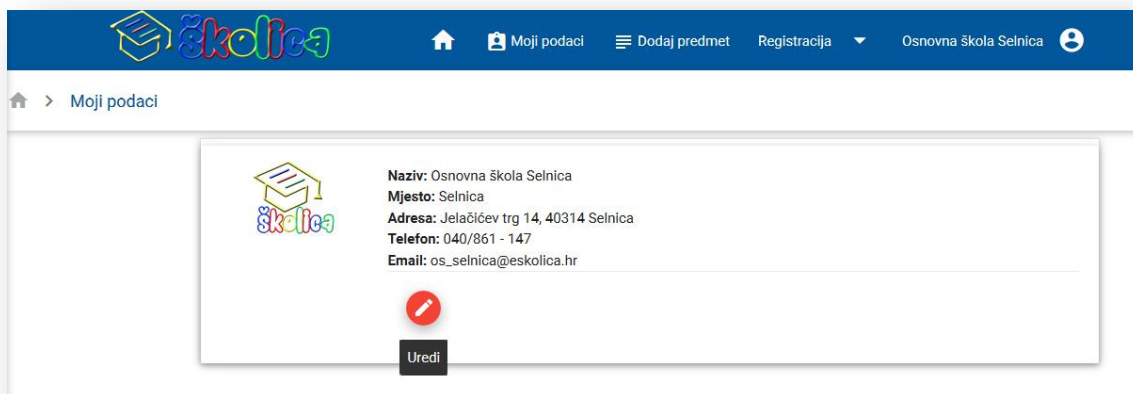 školica
Moji podaci
Dodaj predmet
Registracija
Osnovna škola Selnica
> Moji podaci
školica
Naziv: Osnovna škola Selnica
Mjesto: Selnica
Adresa: Jelačićev trg 14, 40314 Selnica
Telefon: 040/861 - 147
Email: os_selnica@eskolica.hr
Uredi